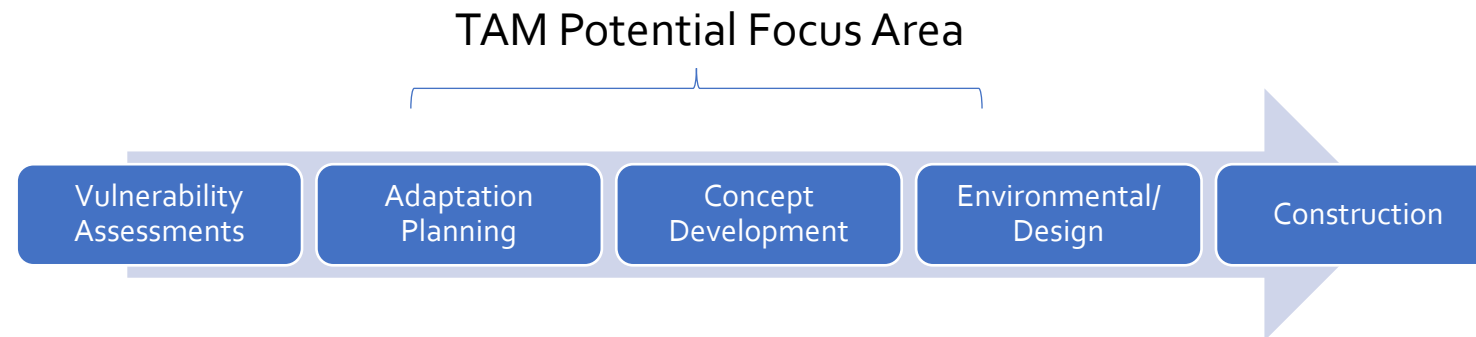 TAM Potential Focus Area
Vulnerability
Assessments
Adaptation
Planning
Concept
Development
Environmental/
Design
Construction